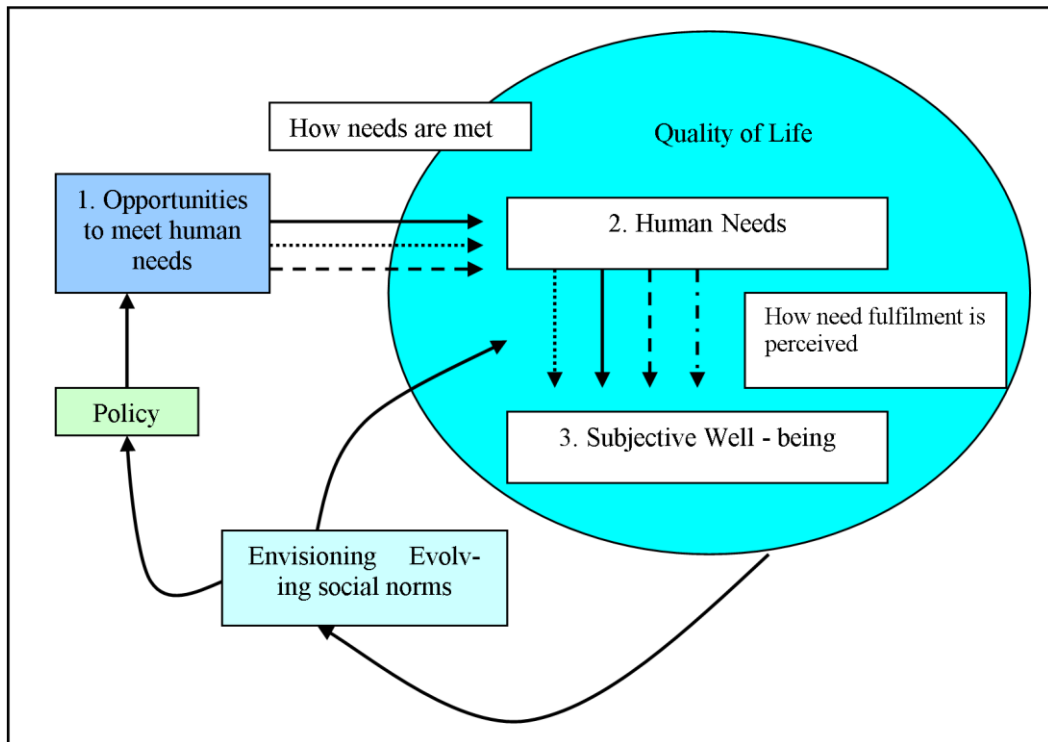 How needs are met
Quality of Life
1. Opportunities
to meet human
needs
2. Human Needs
How need fulfilment is
perceived
Policy
3. Subjective Well - being
Envisioning Evolv-
ing social norms